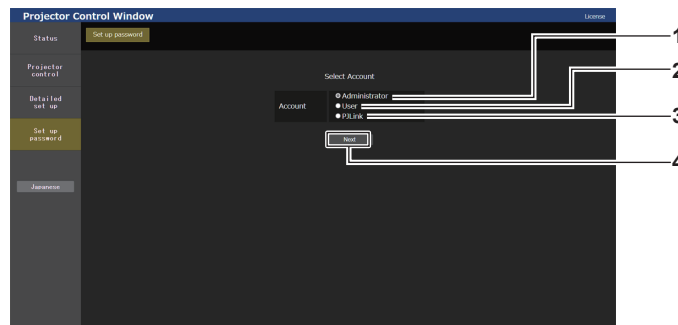 Projector Control Window
License
Status
Set up password
1
Projector
control
Select Account
2
Administrator
Detailed
set up
Account
User
PJLink
3
Set up
password
Next
4
Japanese